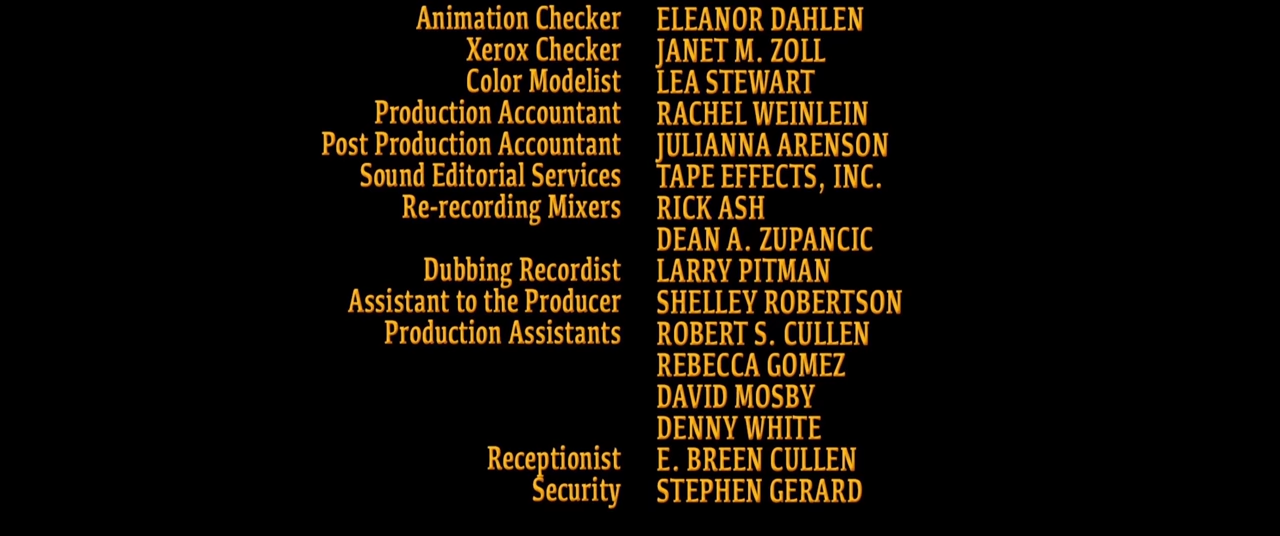 Animation Checker ELEANOR DAHLEN
Xerox Checker JANET M. ZOLL
Color Modelist LEA STEWART
Production Accountant RACHEL WEINLEIN
Post Production Accountant JULIANNA ARENSON
Sound Editorial Services TAPE EFFECTS, INC.
Re-recording Mixers RICK ASH
DEAN A. ZUPANCIC
Dubbing Recordist LARRY PITMAN
Assistant to the Producer SHELLEY ROBERTSON
Production Assistants ROBERT S. CULLEN
REBECCA GOMEZ
DAVID MOSBY
DENNY WHITE
Receptionist E. BREEN CULLEN
Security STEPHEN GERARD